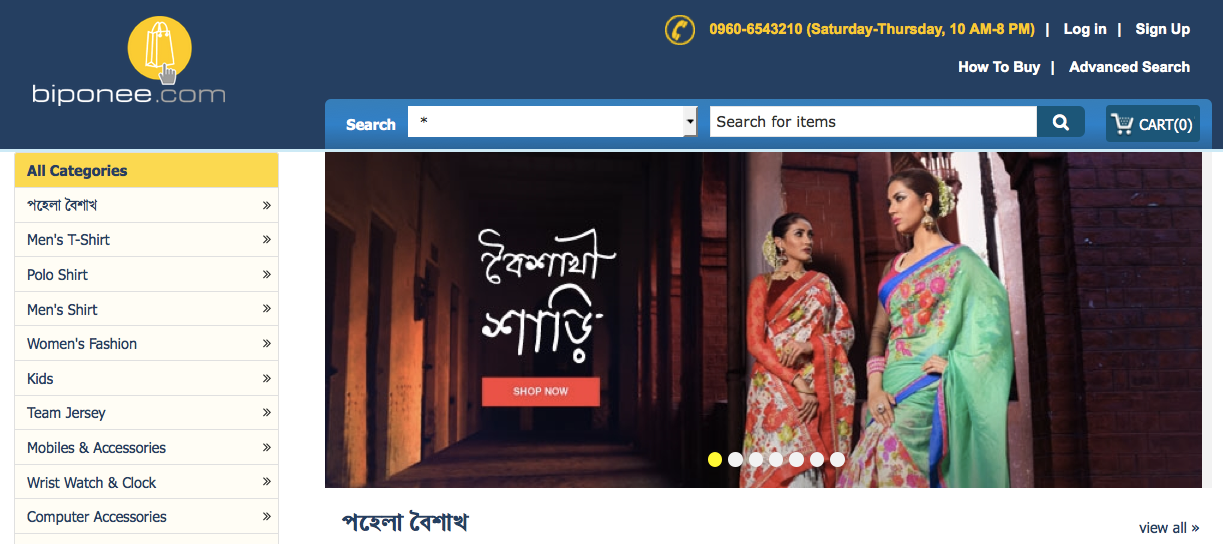 biponee.com
0960-6543210 (Saturday-Thursday, 10 AM-8 PM) | Log in | Sign Up
How To Buy | Advanced Search
Search * Search for items CART(0)
All Categories
পহেলা বৈশাখ »
Men's T-Shirt »
Polo Shirt »
Men's Shirt »
Women's Fashion »
Kids »
Team Jersey »
Mobiles & Accessories »
Wrist Watch & Clock »
Computer Accessories »
বৈশাখী
শাড়ি
SHOP NOW
পহেলা বৈশাখ
view all »